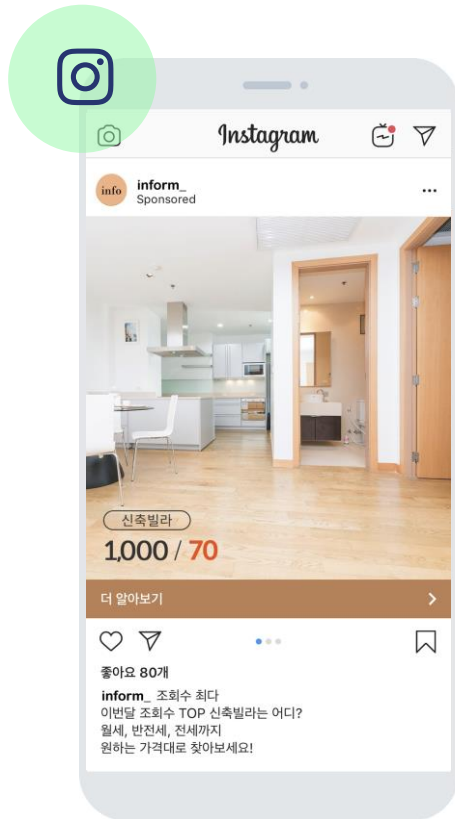 Instagram
info
inform_
Sponsored
신축빌라
1,000 / 70
더 알아보기
좋아요 80개
inform_ 조회수 최다
이번달 조회수 TOP 신축빌라는 어디?
월세, 반전세, 전세까지
원하는 가격대로 찾아보세요!